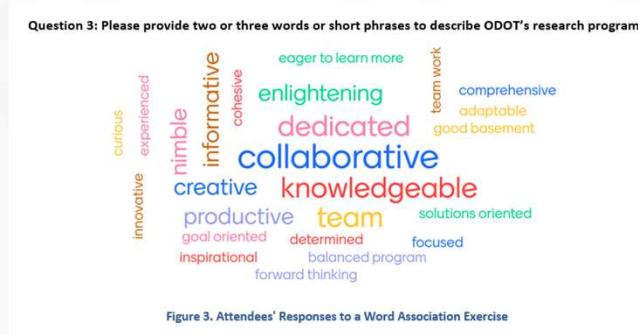 Question 3: Please provide two or three words or short phrases to describe ODOT's research program
eager to learn more
team work
informative
cohesive
experienced
curious
nimble
enlightening
comprehensive
adaptable
dedicated
good basement
collaborative
innovative
creative
knowledgeable
productive
team
solutions oriented
goal oriented
determined
focused
inspirational
balanced program
forward thinking
Figure 3. Attendees' Responses to a Word Association Exercise